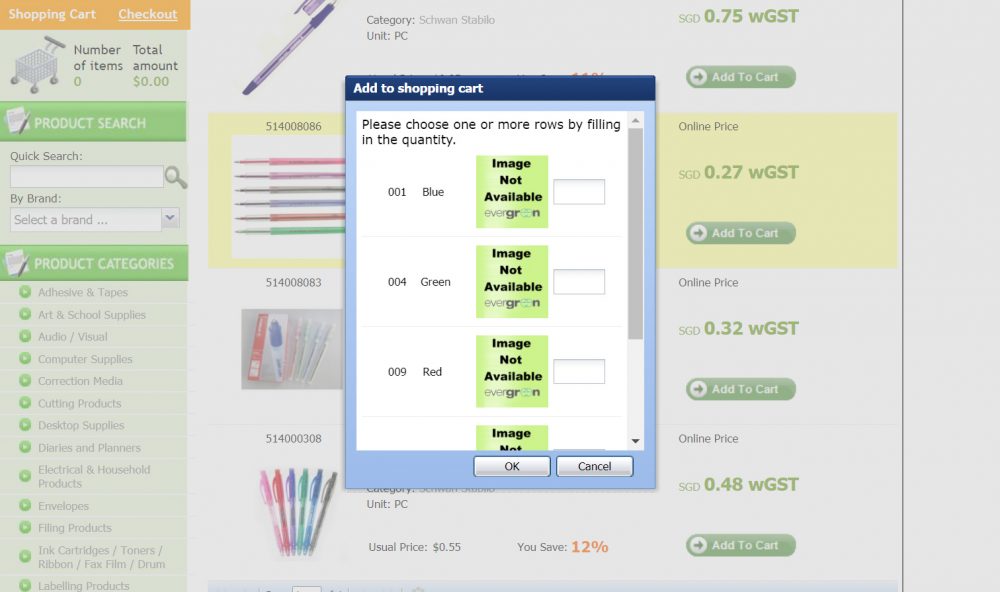 Shopping Cart Checkout
Number of items
0
Total amount
$0.00
PRODUCT SEARCH
Quick Search:
By Brand:
Select a brand ...
PRODUCT CATEGORIES
Adhesive & Tapes
Art & School Supplies
Audio / Visual
Computer Supplies
Correction Media
Cutting Products
Desktop Supplies
Diaries and Planners
Electrical & Household
Products
Envelopes
Filing Products
Ink Cartridges / Toners /
Ribbon / Fax Film / Drum
Labelling Products
Category: Schwan Stabilo
Unit: PC
11%
SGD 0.75 wGST
Add To Cart
514008086
Online Price
SGD 0.27 wGST
Add To Cart
514008083
Online Price
SGD 0.32 wGST
Add To Cart
514000308
Online Price
Category: Schwan Stabilo
Unit: PC
SGD 0.48 wGST
Usual Price: $0.55
You Save: 12%
Add To Cart
Add to shopping cart
Please choose one or more rows by filling
in the quantity.
001 Blue
Image
Not
Available
evergreen
004 Green
Image
Not
Available
evergreen
009 Red
Image
Not
Available
evergreen
Image
Not
OK Cancel